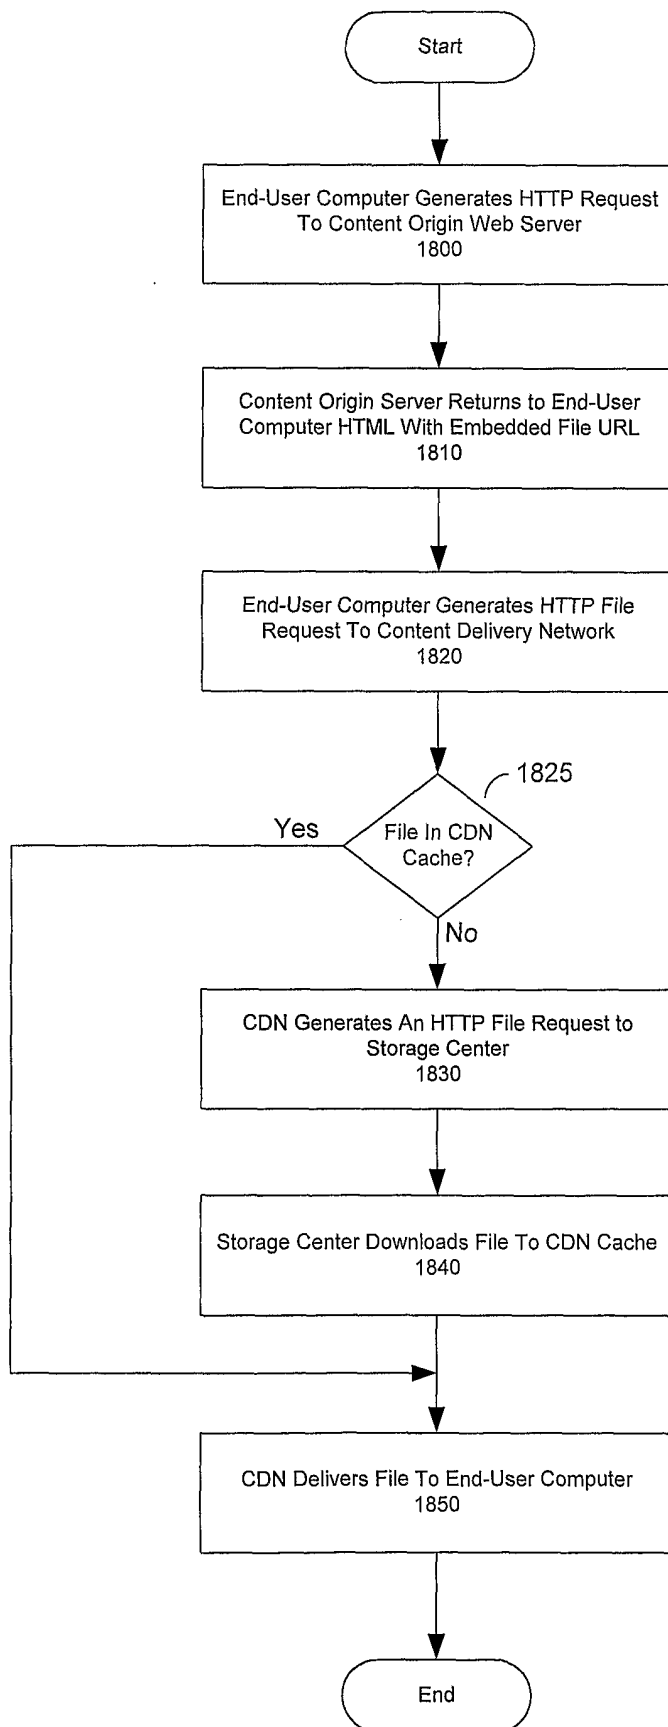 Start
End-User Computer Generates HTTP Request
To Content Origin Web Server
1800
Content Origin Server Returns to End-User
Computer HTML With Embedded File URL
1810
End-User Computer Generates HTTP File
Request To Content Delivery Network
1820
1825
Yes
File In CDN
Cache?
No
CDN Generates An HTTP File Request to
Storage Center
1830
Storage Center Downloads File To CDN Cache
1840
CDN Delivers File To End-User Computer
1850
End